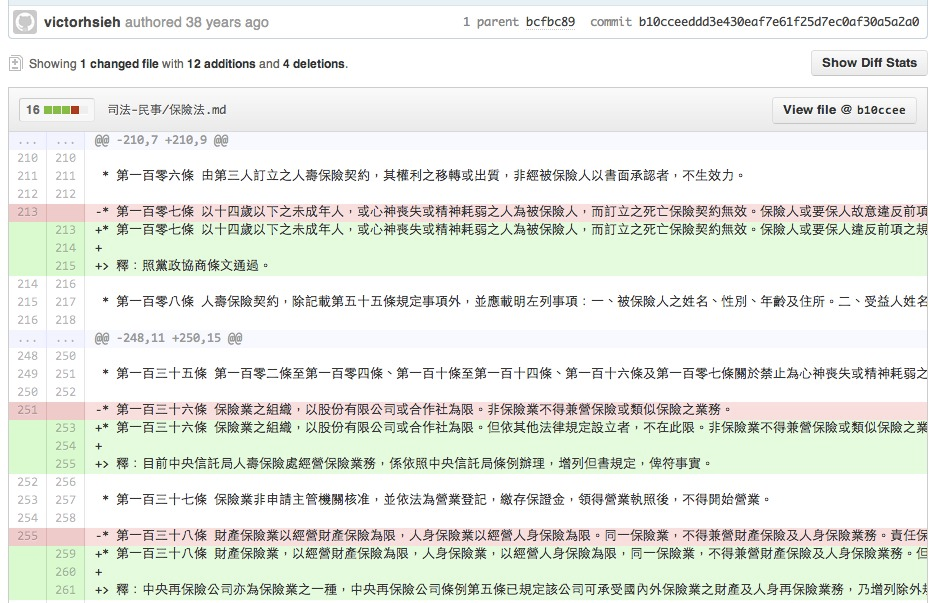 victorhsieh authored 38 years ago 1 parent bcfbc89 commit b10cceeddd3e430eaf7e61f25d7ec0af30a5a2a0
Showing 1 changed file with 12 additions and 4 deletions. Show Diff Stats
16 司法-民事/保險法.md View file @ b10ccee
... ... @@ -210,7 +210,9 @@
210 210
211 211 * 第一百零六條 由第三人訂立之人壽保險契約，其權利之移轉或出質，非經被保險人以書面承認者，不生效力。
212 212
213 -* 第一百零七條 以十四歲以下之未成年人，或心神喪失或精神耗弱之人為被保險人，而訂立之死亡保險契約無效。保險人或要保人故意違反前項
213 +* 第一百零七條 以十四歲以下之未成年人，或心神喪失或精神耗弱之人為被保險人，而訂立之死亡保險契約無效。保險人或要保人違反前項之規
214 +
215 +> 釋：照黨政協商條文通過。
214 216
215 217 * 第一百零八條 人壽保險契約，除記載第五十五條規定事項外，並應載明左列事項：一、被保險人之姓名、性別、年齡及住所。二、受益人姓名
216 218
... ... @@ -248,11 +250,15 @@
248 250
249 251 * 第一百三十五條 第一百零二條至第一百零四條、第一百十條至第一百十四條、第一百十六條及第一百零七條關於禁止為心神喪失或精神耗弱之
250 252
251 -* 第一百三十六條 保險業之組織，以股份有限公司或合作社為限。非保險業不得兼營保險或類似保險之業務。
253 +* 第一百三十六條 保險業之組織，以股份有限公司或合作社為限。但依其他法律規定設立者，不在此限。非保險業不得兼營保險或類似保險之業
254 +
255 +> 釋：目前中央信託局人壽保險處經營保險業務，係依照中央信託局條例辦理，增列但書規定，俾符事實。
252 256
253 257 * 第一百三十七條 保險業非申請主管機關核准，並依法為營業登記，繳存保證金，領得營業執照後，不得開始營業。
254 258
255 -* 第一百三十八條 財產保險業以經營財產保險為限，人身保險業以經營人身保險為限。同一保險業，不得兼營財產保險及人身保險業務。責任保
259 +* 第一百三十八條 財產保險業，以經營財產保險為限，人身保險業，以經營人身保險為限，同一保險業，不得兼營財產保險及人身保險業務。但
260 +
261 +> 釋：中央再保險公司亦為保險業之一種，中央再保險公司條例第五條已規定該公司可承受國內外保險業之財產及人身再保險業務，乃增列除外規